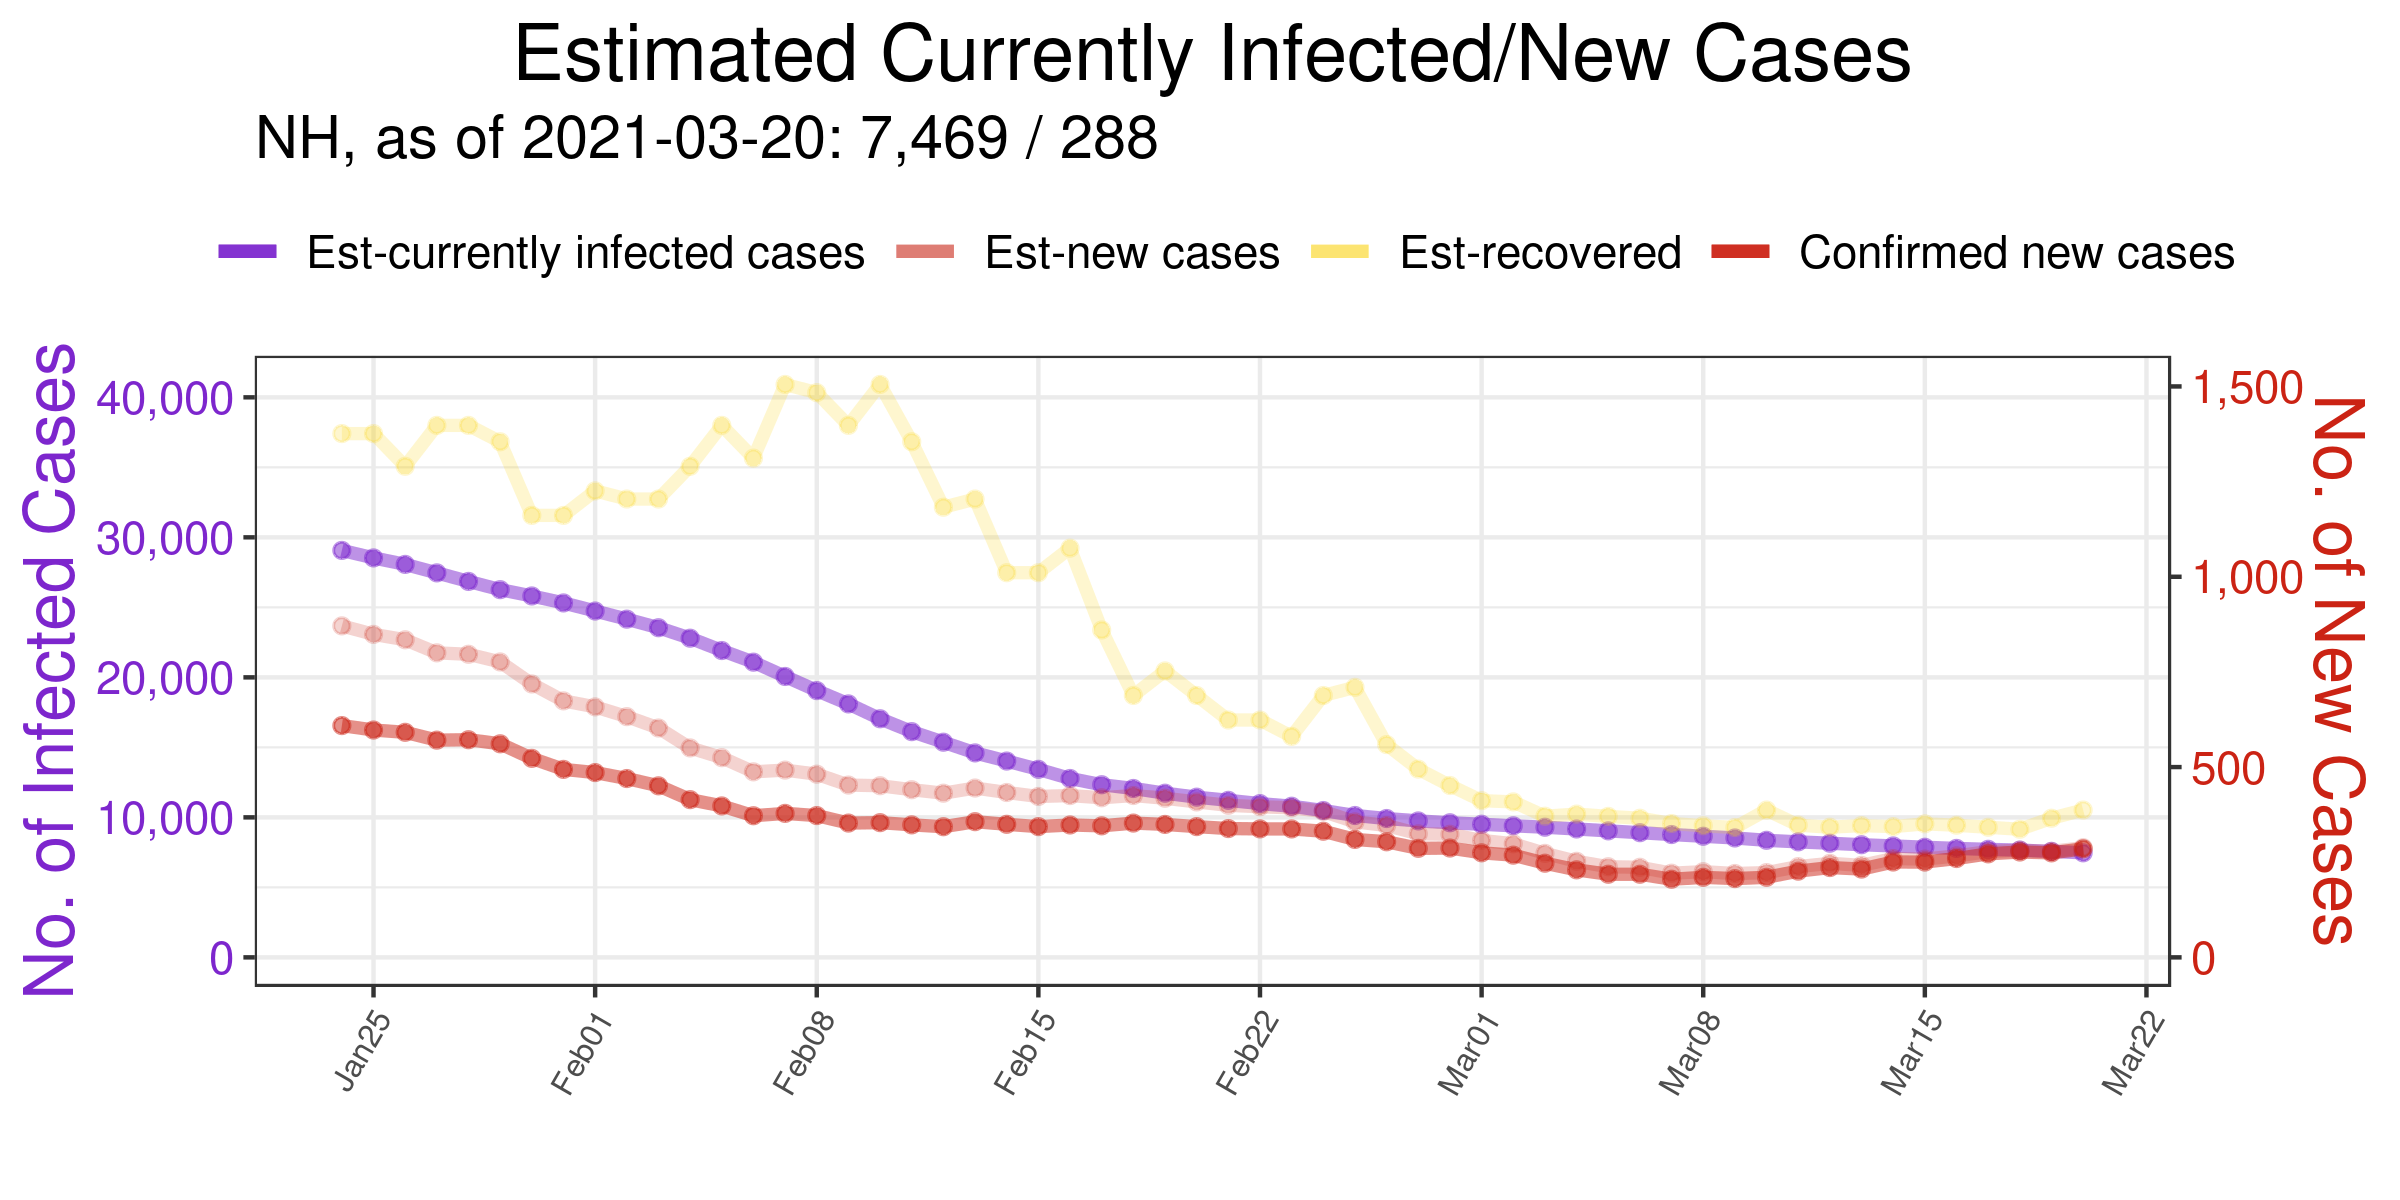 Estimated Currently Infected/New Cases
NH, as of 2021-03-20: 7,469 / 288
Est-currently infected cases Est-new cases Est-recovered Confirmed new cases
No. of Infected Cases
40,000
30,000
20,000
10,000
0
1,500
1,000
500
0
No. of New Cases
Jan25 Feb01 Feb08 Feb15 Feb22 Mar01 Mar08 Mar15 Mar22